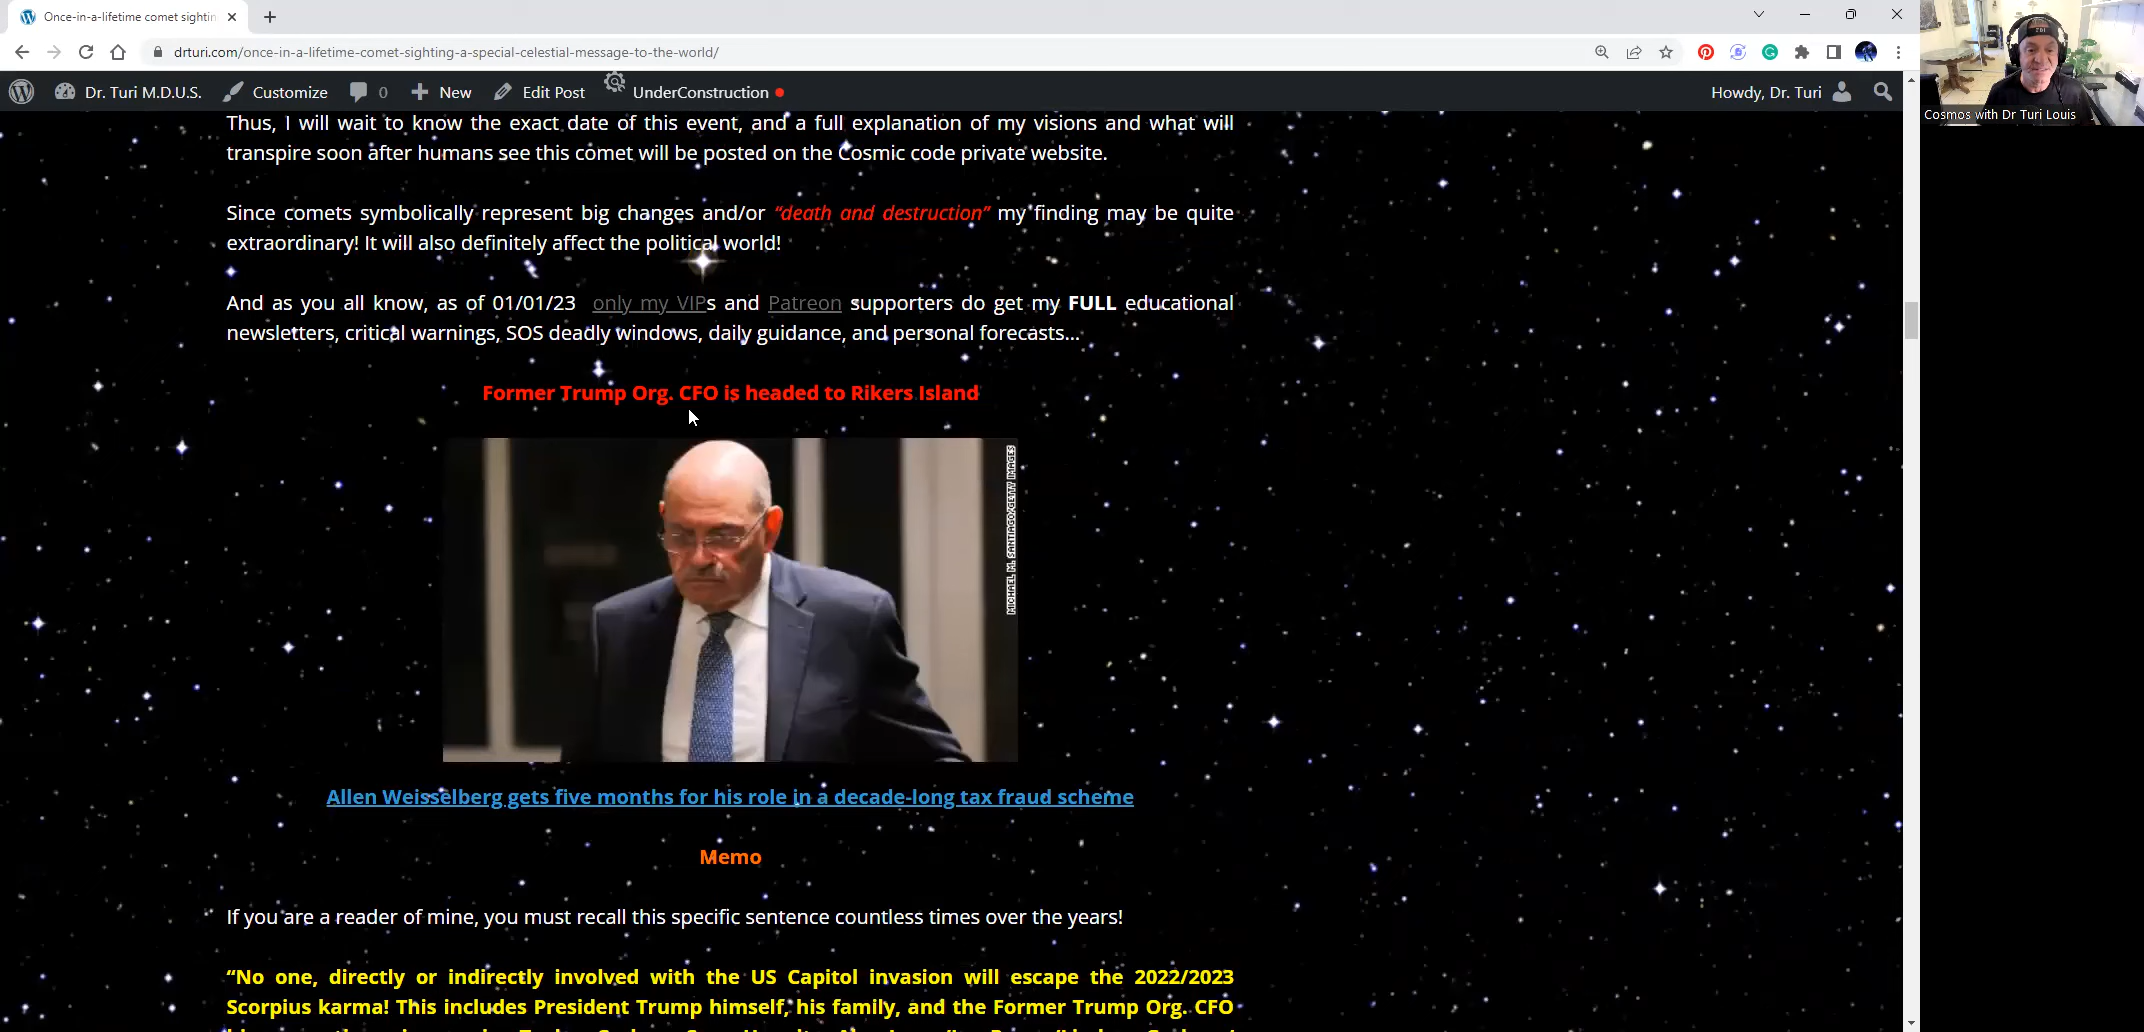 Once-in-a-lifetime comet sightin
drturi.com/once-in-a-lifetime-comet-sighting-a-special-celestial-message-to-the-world/
Dr. Turi M.D.U.S. Customize 0 New Edit Post UnderConstruction Howdy, Dr. Turi
Cosmos with Dr Turi Louis
Thus, I will wait to know the exact date of this event, and a full explanation of my visions and what will
transpire soon after humans see this comet will be posted on the Cosmic code private website.
Since comets symbolically represent big changes and/or “death and destruction” my finding may be quite
extraordinary! It will also definitely affect the political world!
And as you all know, as of 01/01/23 only my VIPs and Patreon supporters do get my FULL educational
newsletters, critical warnings, SOS deadly windows, daily guidance, and personal forecasts...
Former Trump Org. CFO is headed to Rikers Island
MICHAEL M. SANTIAGO/GETTY IMAGES
Allen Weisselberg gets five months for his role in a decade-long tax fraud scheme
Memo
If you are a reader of mine, you must recall this specific sentence countless times over the years!
“No one, directly or indirectly involved with the US Capitol invasion will escape the 2022/2023
Scorpius karma! This includes President Trump himself, his family, and the Former Trump Org. CFO